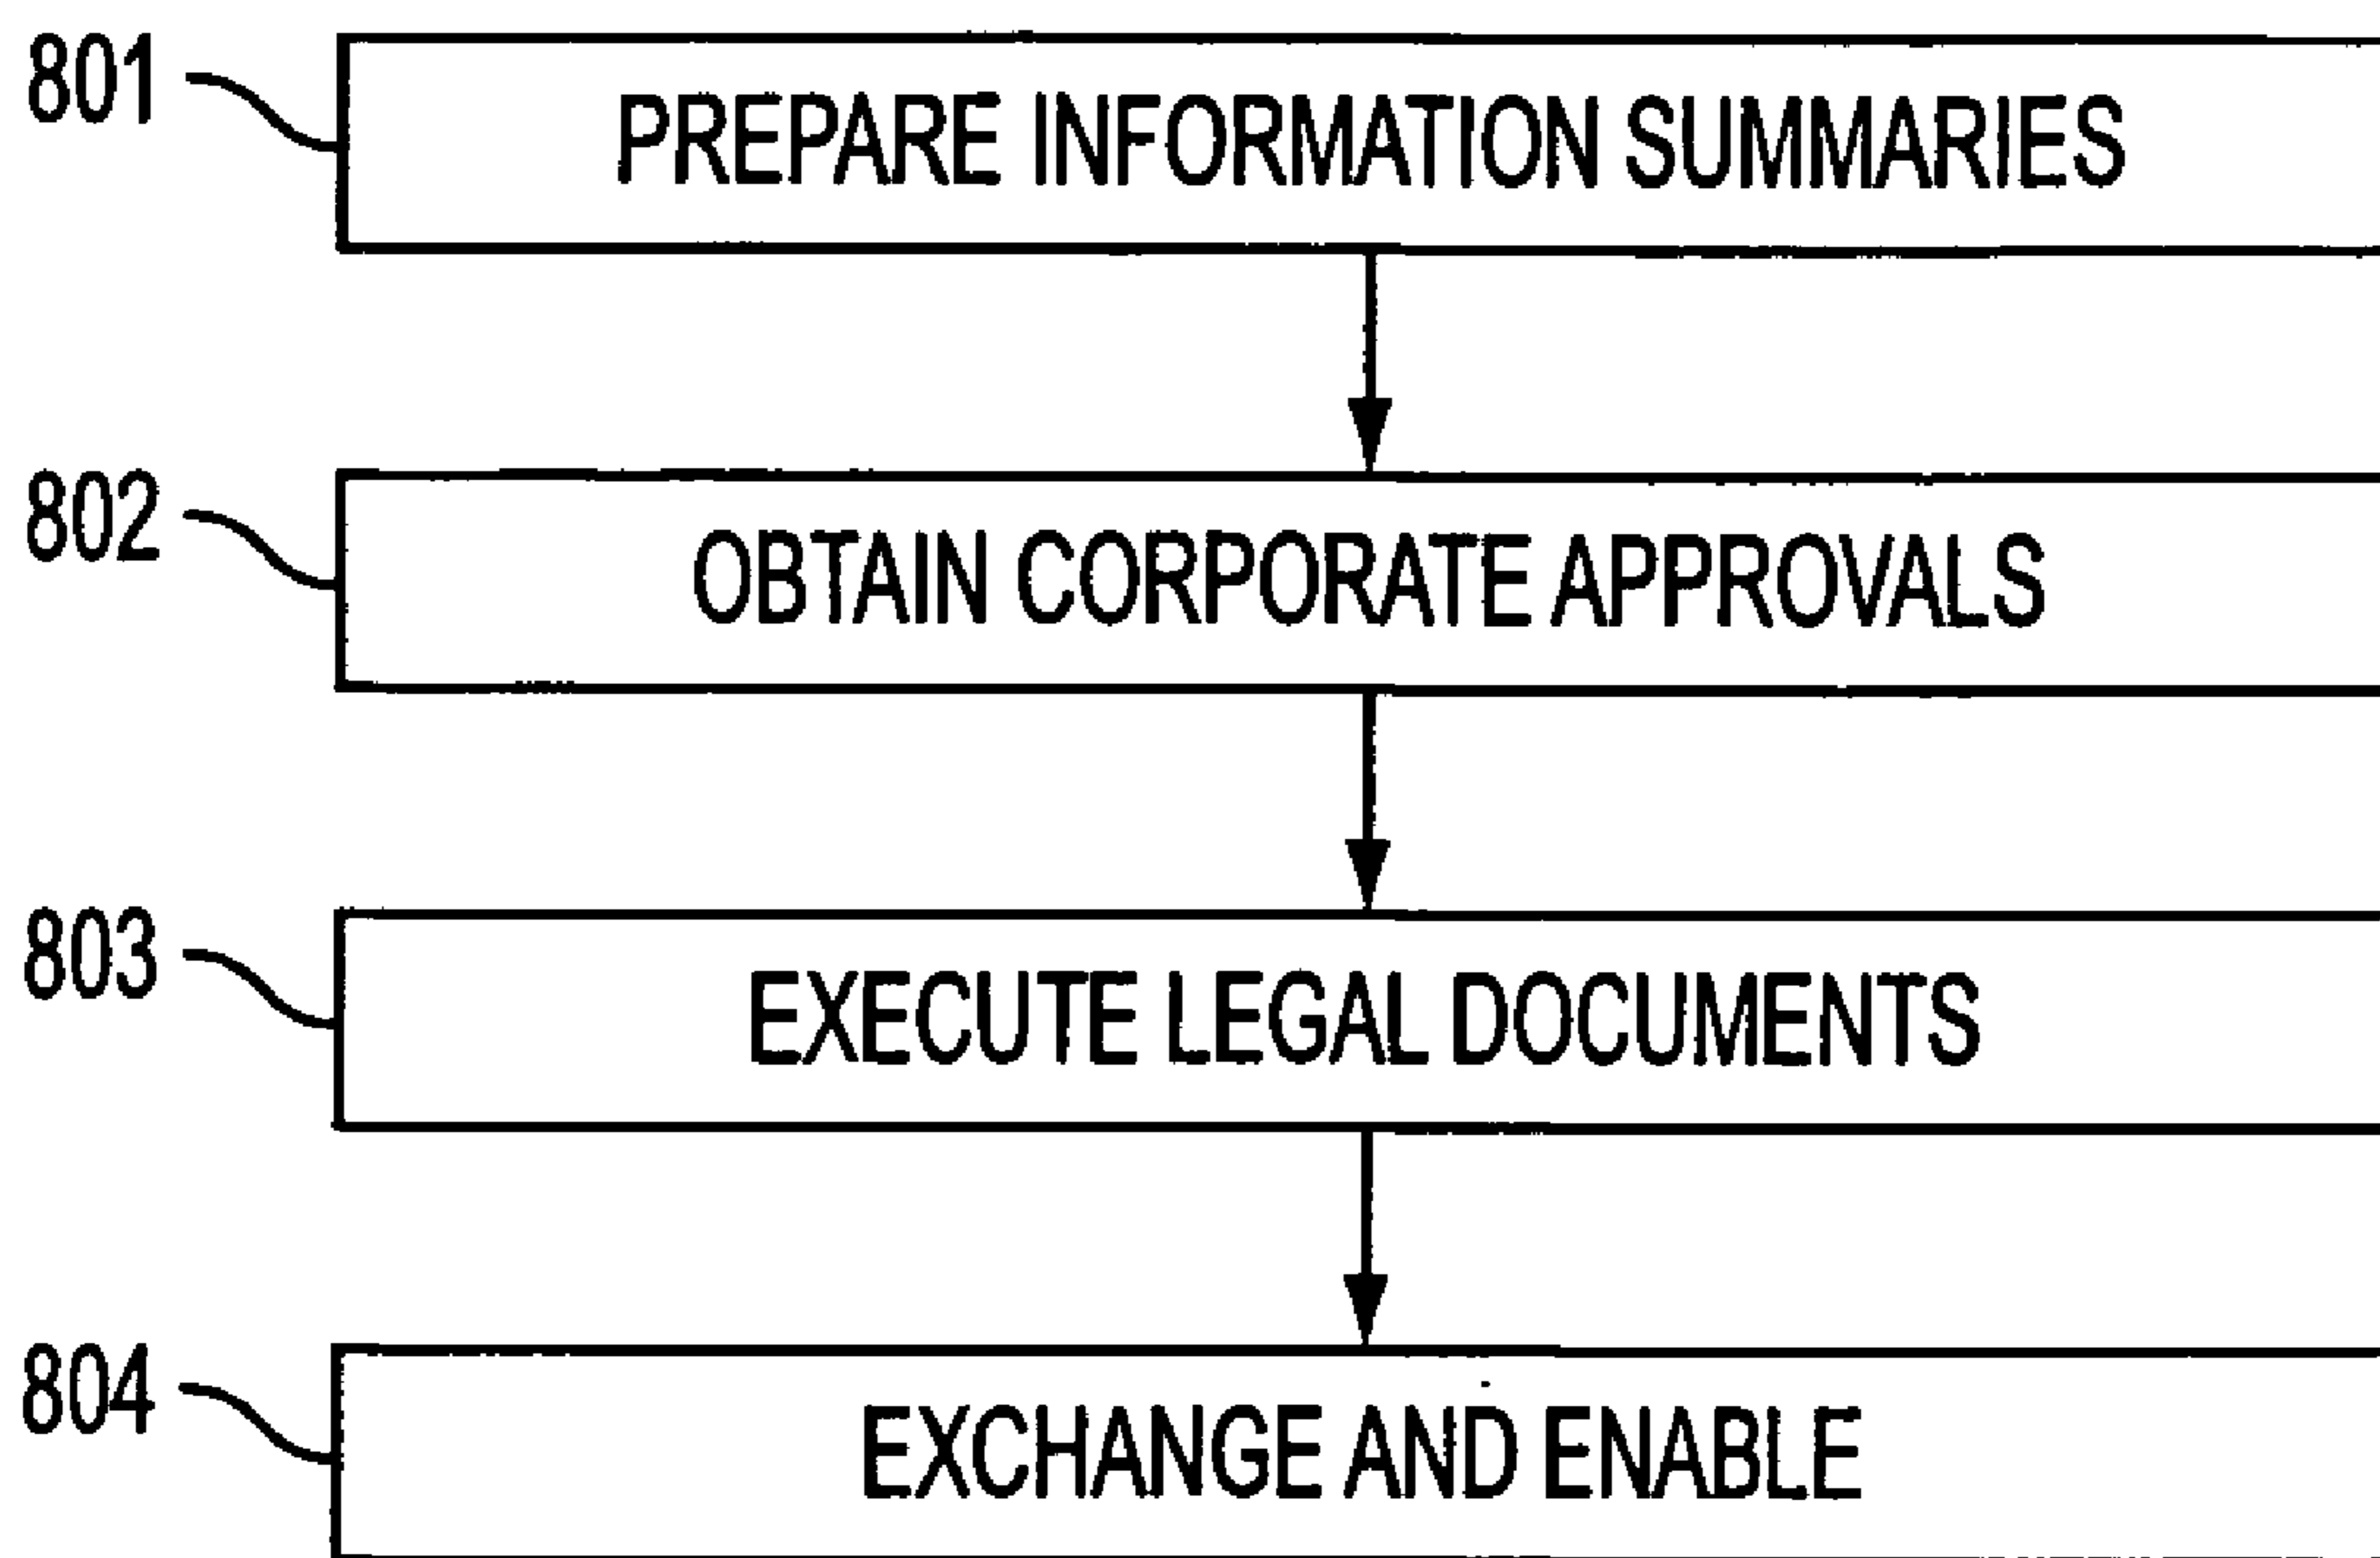 801
PREPARE INFORMATION SUMMARIES
802
OBTAIN CORPORATE APPROVALS
803
EXECUTE LEGAL DOCUMENTS
804
EXCHANGE AND ENABLE